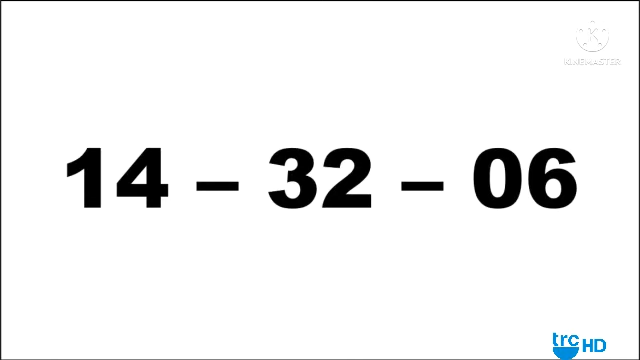 KINEMASTER
14 – 32 – 06
trc HD